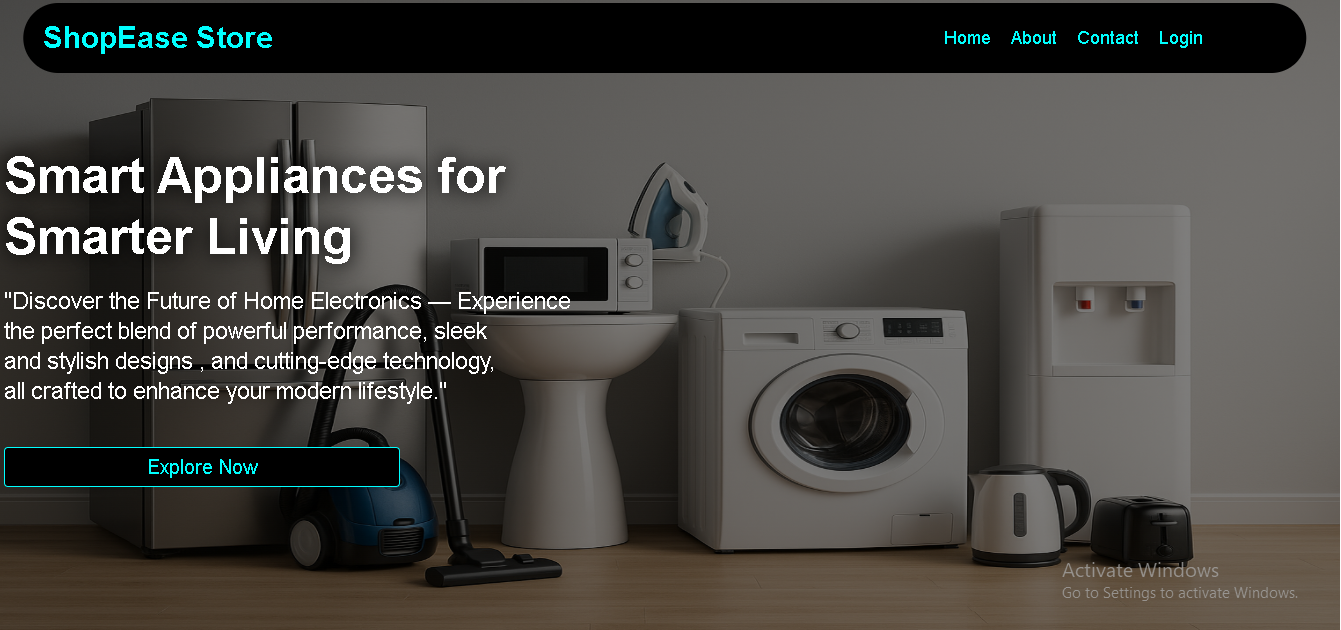 ShopEase Store
Home About Contact Login
Smart Appliances for
Smarter Living
"Discover the Future of Home Electronics — Experience
the perfect blend of powerful performance, sleek
and stylish designs , and cutting-edge technology,
all crafted to enhance your modern lifestyle."
Explore Now
Activate Windows
Go to Settings to activate Windows.